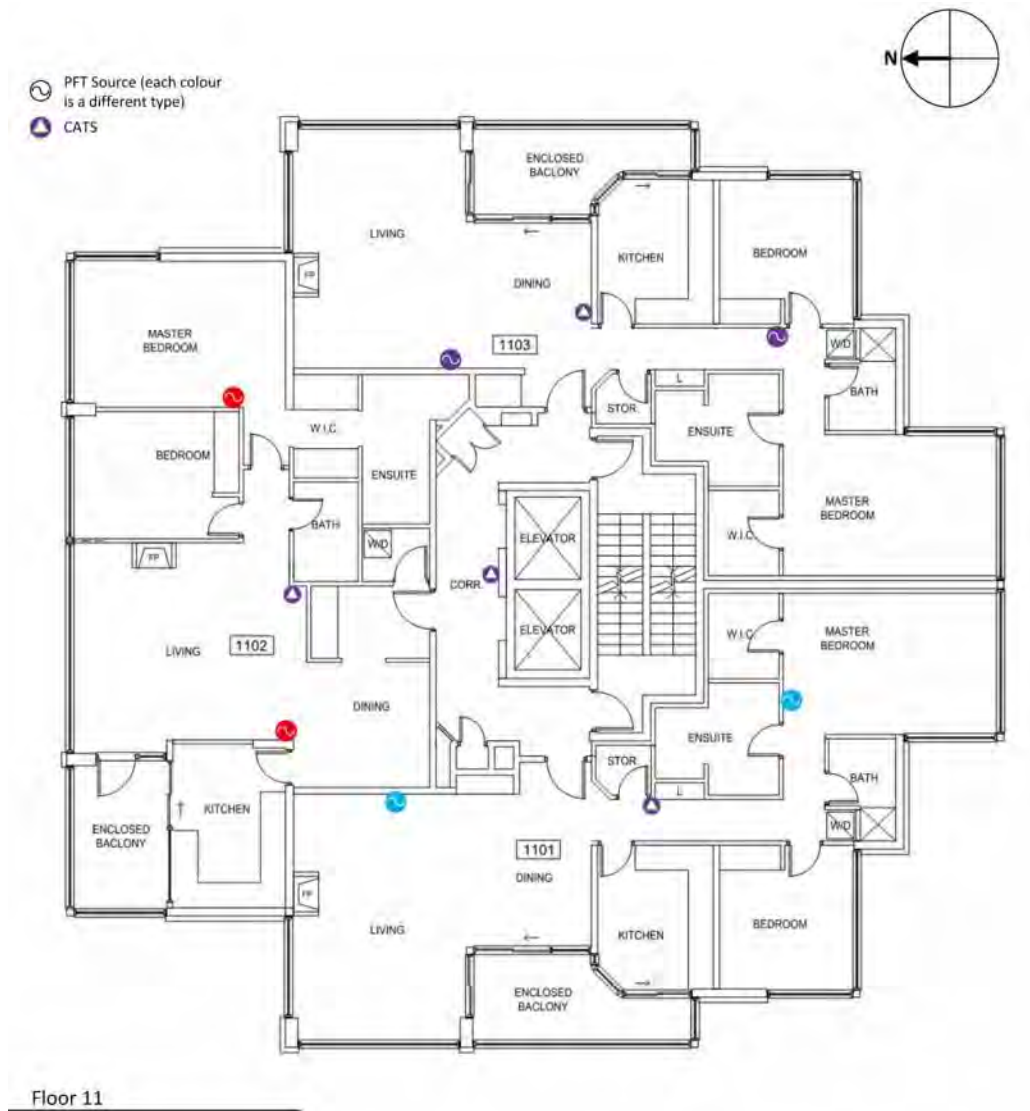 N
PFT Source (each colour
is a different type)
CATS
ENCLOSED
BACLONY
LIVING
KITCHEN
BEDROOM
FP
DINING
MASTER
BEDROOM
1103
W/D
L
STOR.
BATH
W.I.C.
ENSUITE
BEDROOM
ENSUITE
BATH
MASTER
BEDROOM
ELEVATOR
W.I.C.
W/D
FP
CORR.
ELEVATOR
W.I.C.
MASTER
BEDROOM
1102
LIVING
DINING
ENSUITE
STOR.
BATH
L
KITCHEN
W/D
ENCLOSED
BACLONY
1101
DINING
FP
LIVING
KITCHEN
BEDROOM
ENCLOSED
BACLONY
Floor 11